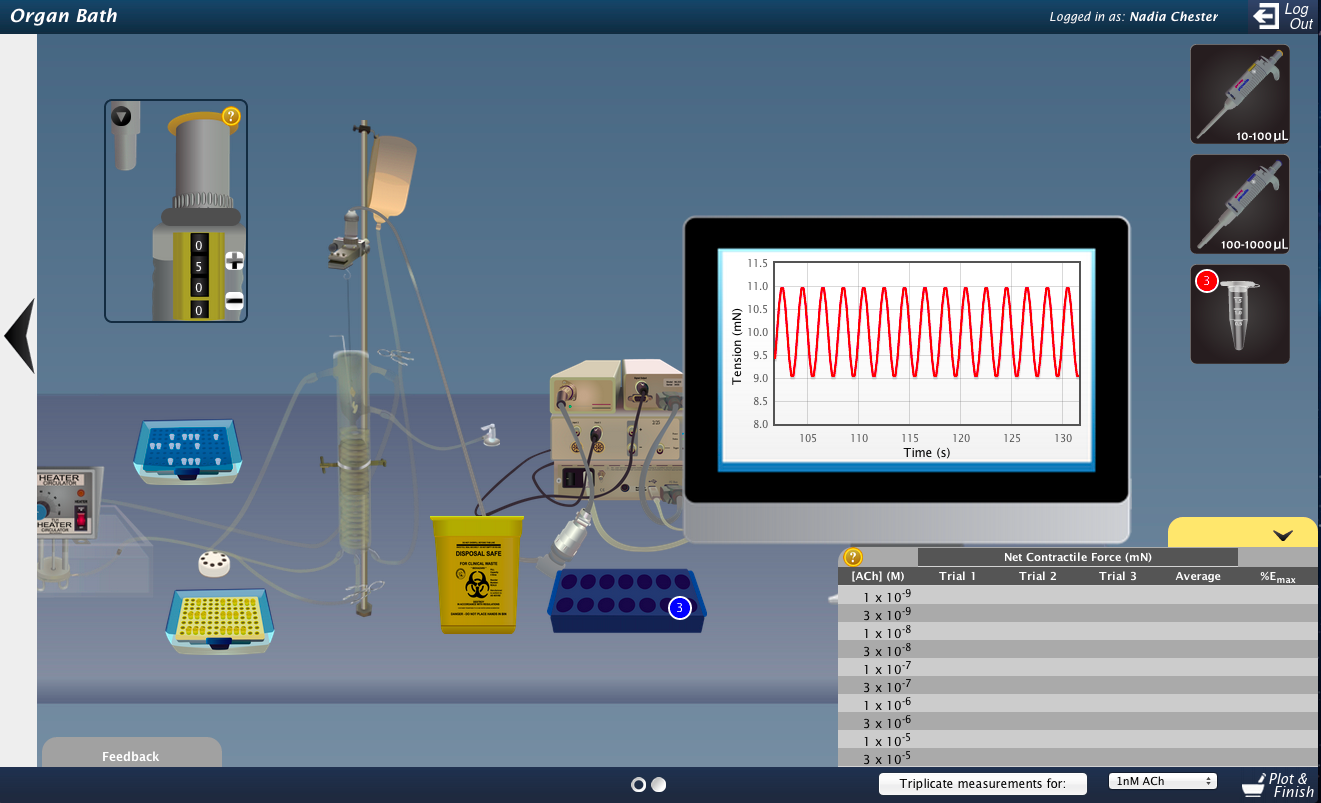 Organ Bath
Logged in as: Nadia Chester
Log
Out
?
0
5
0
0
10-100 µL
100-1000 µL
3
11.5
11.0
10.5
10.0
9.5
9.0
8.5
8.0
Tension (mN)
105 110 115 120 125 130
Time (s)
HEATER
CIRCULATOR
HEATER
CIRCULATOR
DISPOSAL SAFE
FOR CLINICAL WASTE
BIOHAZARD
3
? Net Contractile Force (mN)
[ACh] (M) Trial 1 Trial 2 Trial 3 Average %Emax
1 x 10-9
3 x 10-9
1 x 10-8
3 x 10-8
1 x 10-7
3 x 10-7
1 x 10-6
3 x 10-6
1 x 10-5
3 x 10-5
Feedback
Triplicate measurements for: 1nM ACh
Plot &
Finish